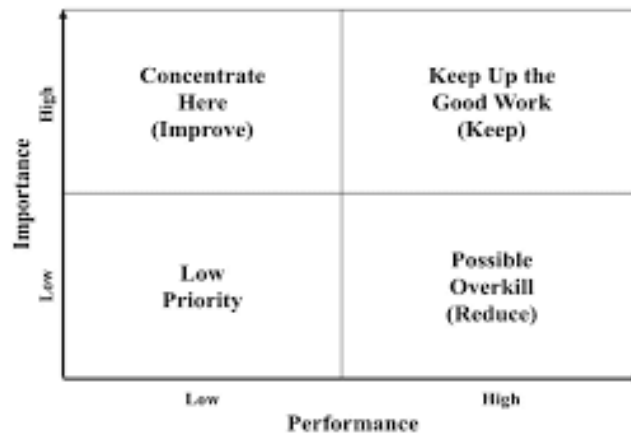 Concentrate
Here
(Improve)
Keep Up the
Good Work
(Keep)
High
Importance
Low
Low
Priority
Possible
Overkill
(Reduce)
Low
High
Performance